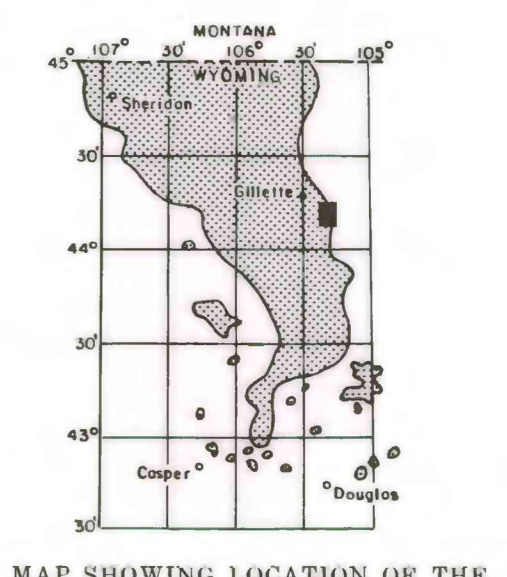 MONTANA
45° 107° 30' 106° 30' 105°
WYOMING
Sheridan
30'
Gillette
44°
30'
43°
Casper
Douglas
30'
MAP SHOWING LOCATION OF THE